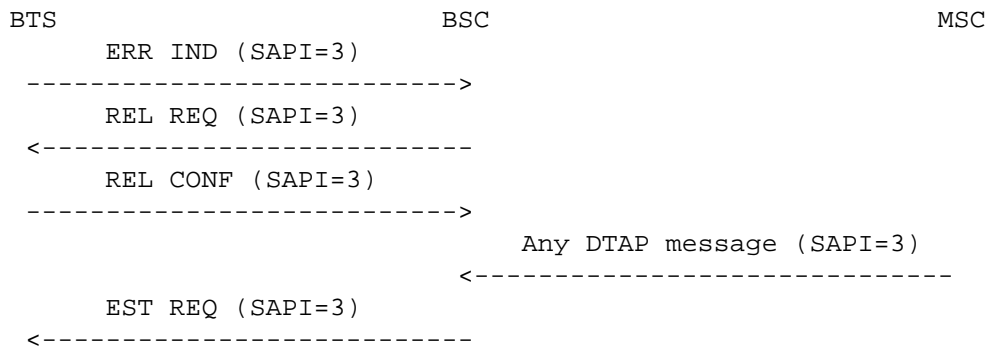 BTS BSC MSC
ERR IND (SAPI=3)
--------------------------->
REL REQ (SAPI=3)
<---------------------------
REL CONF (SAPI=3)
--------------------------->
Any DTAP message (SAPI=3)
<------------------------------
EST REQ (SAPI=3)
<---------------------------